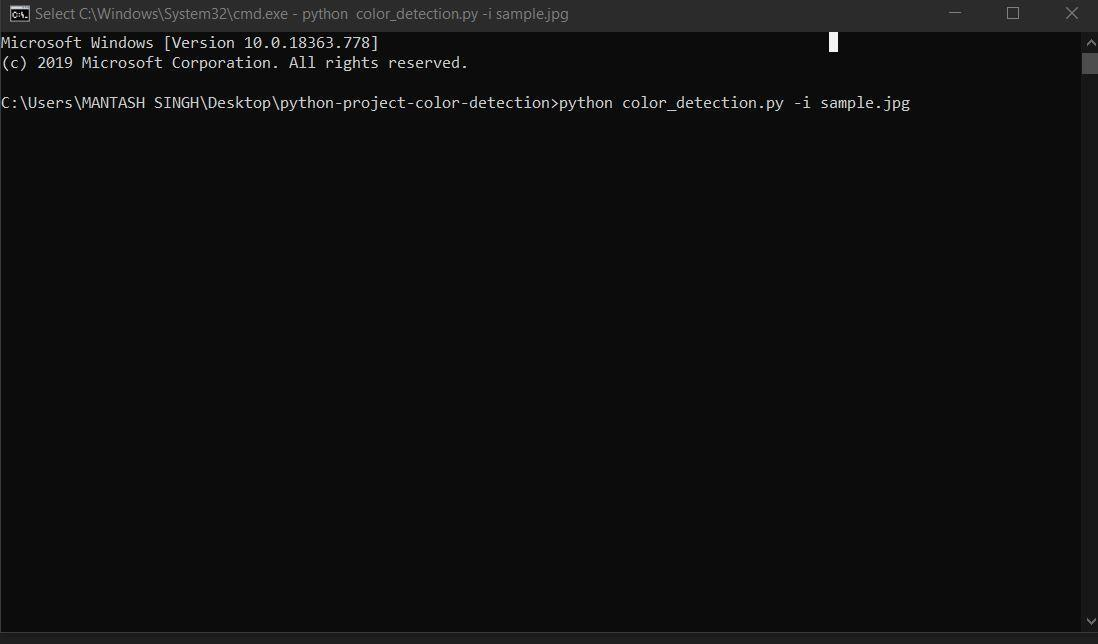 Select C:\Windows\System32\cmd.exe - python  color_detection.py -i sample.jpg
Microsoft Windows [Version 10.0.18363.778]
(c) 2019 Microsoft Corporation. All rights reserved.
C:\Users\MANTASH SINGH\Desktop\python-project-color-detection>python color_detection.py -i sample.jpg